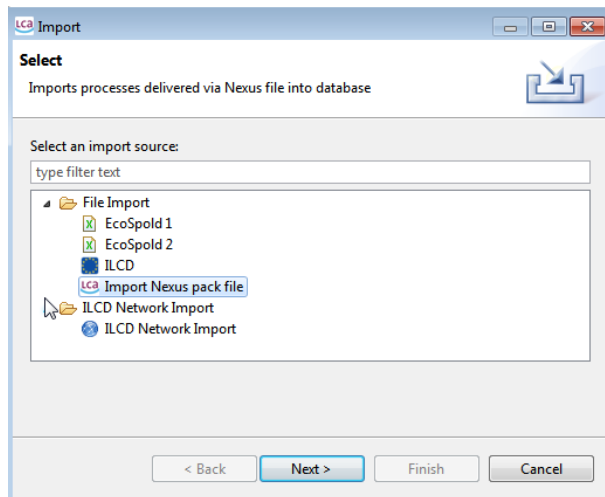 LCA Import
Select
Imports processes delivered via Nexus file into database
Select an import source:
type filter text
File Import
EcoSpold 1
EcoSpold 2
ILCD
LCA Import Nexus pack file
ILCD Network Import
ILCD Network Import
< Back Next > Finish Cancel